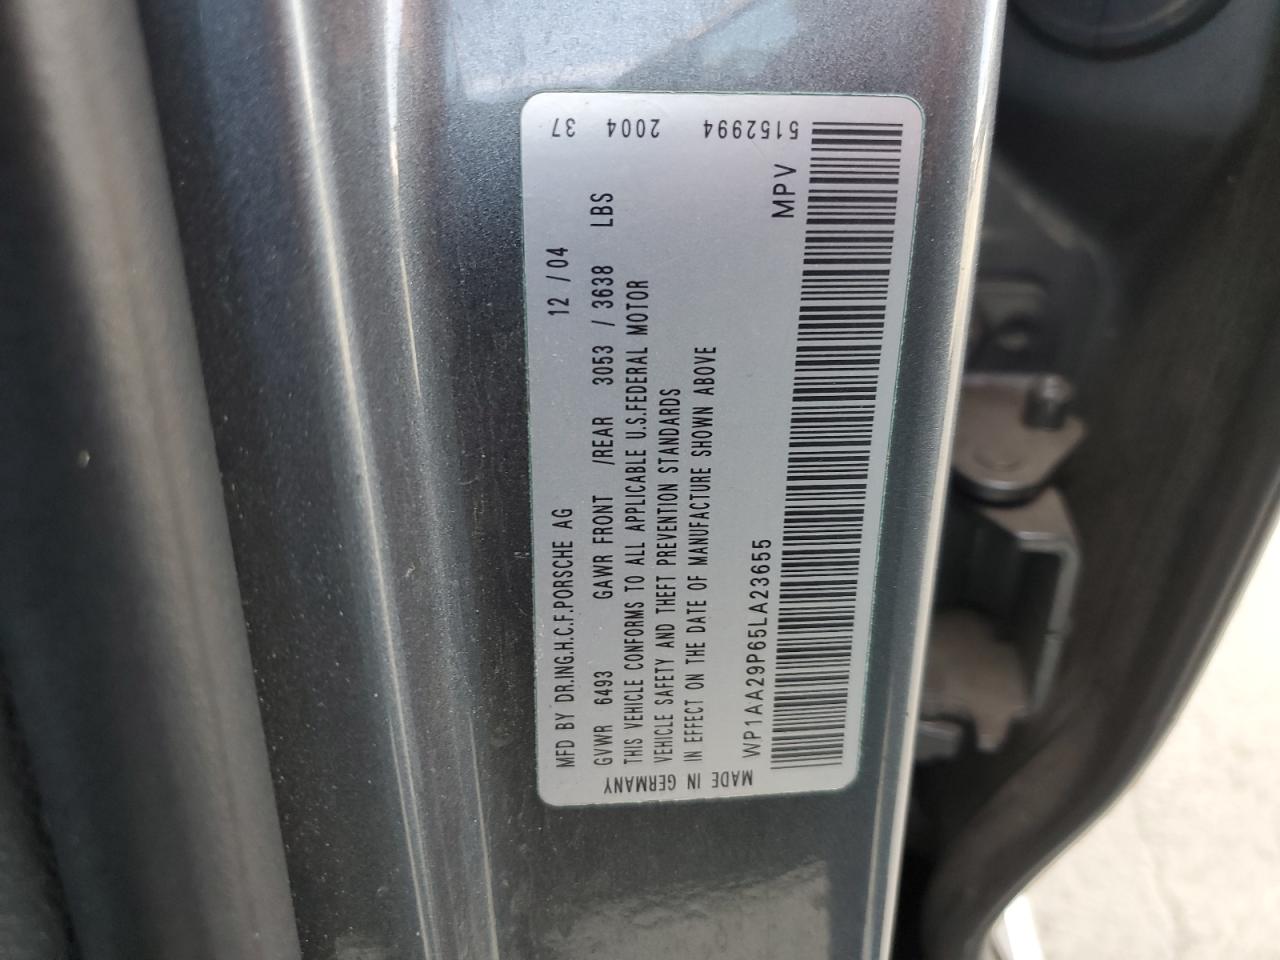 MFD BY DR.ING.H.C.F.PORSCHE AG 12 / 04
GVWR 6493 GAWR FRONT /REAR 3053 / 3638 LBS
THIS VEHICLE CONFORMS TO ALL APPLICABLE U.S.FEDERAL MOTOR
VEHICLE SAFETY AND THEFT PREVENTION STANDARDS
IN EFFECT ON THE DATE OF MANUFACTURE SHOWN ABOVE
WP1AA29P65LA23655 MPV
MADE IN GERMANY
5152994 2004 37